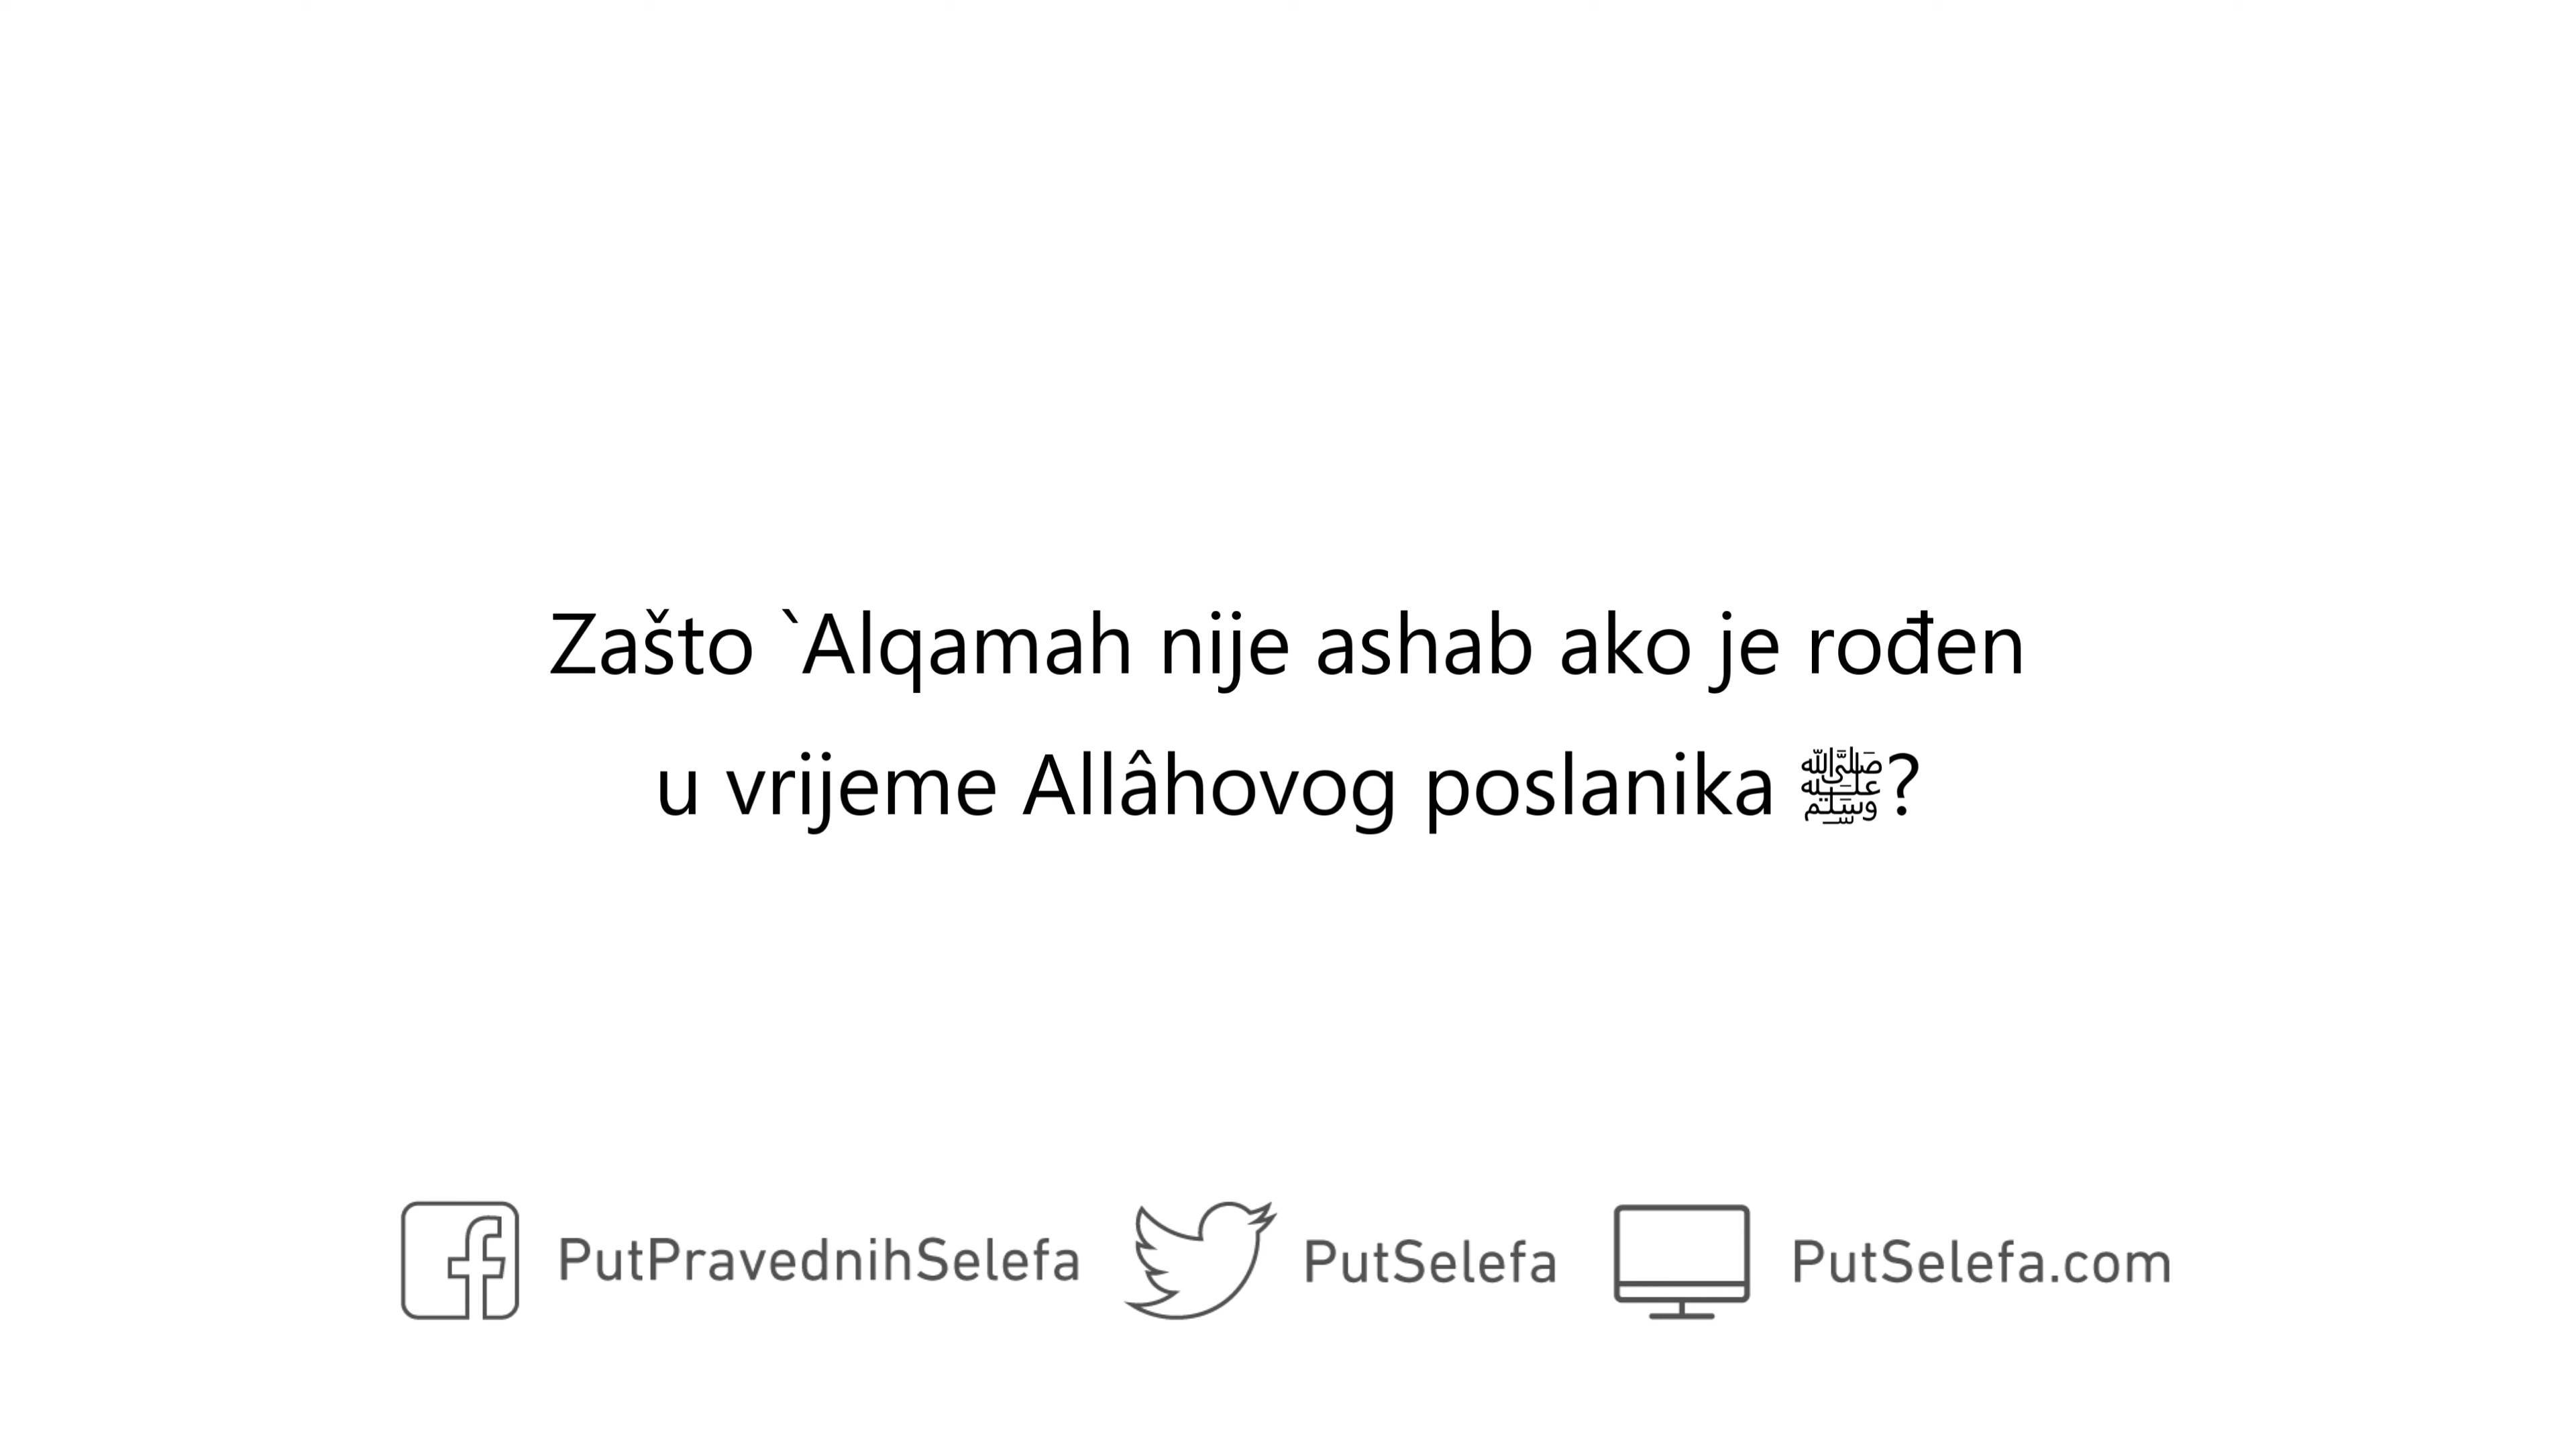 Zašto `Alqamah nije ashab ako je rođen
u vrijeme Allâhovog poslanika ﷺ?
PutPravednihSelefa PutSelefa PutSelefa.com